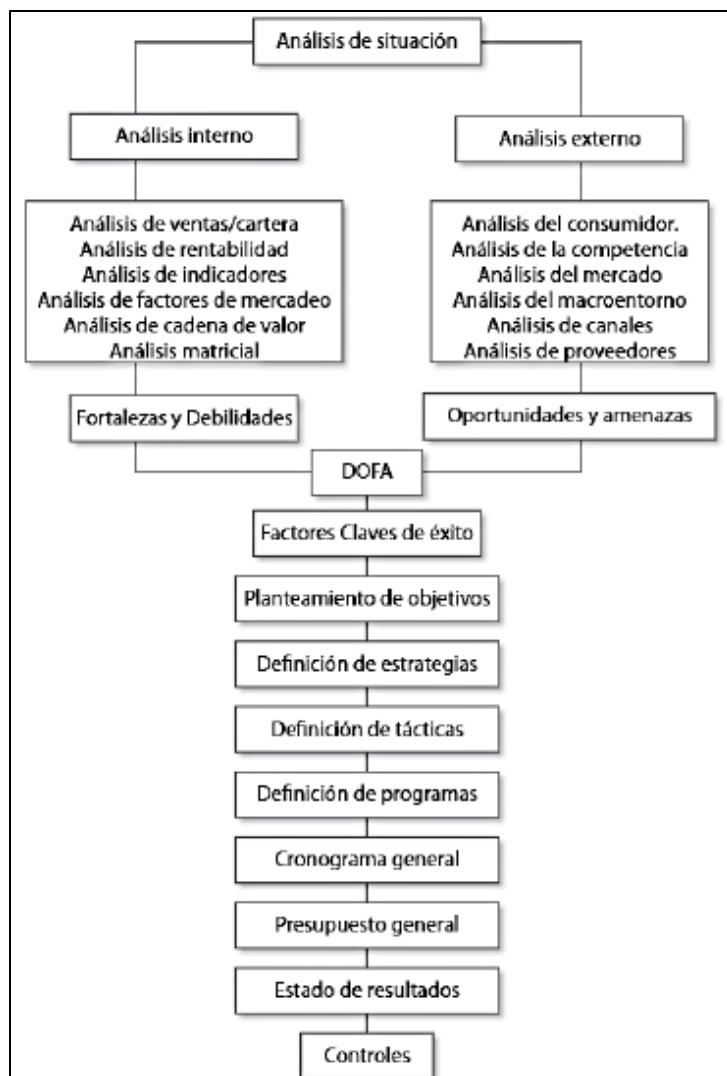 Análisis de situación
Análisis interno
Análisis externo
Análisis de ventas/cartera
Análisis de rentabilidad
Análisis de indicadores
Análisis de factores de mercadeo
Análisis de cadena de valor
Análisis matricial
Análisis del consumidor.
Análisis de la competencia
Análisis del mercado
Análisis del macroentorno
Análisis de canales
Análisis de proveedores
Fortalezas y Debilidades
Oportunidades y amenazas
DOFA
Factores Claves de éxito
Planteamiento de objetivos
Definición de estrategias
Definición de tácticas
Definición de programas
Cronograma general
Presupuesto general
Estado de resultados
Controles